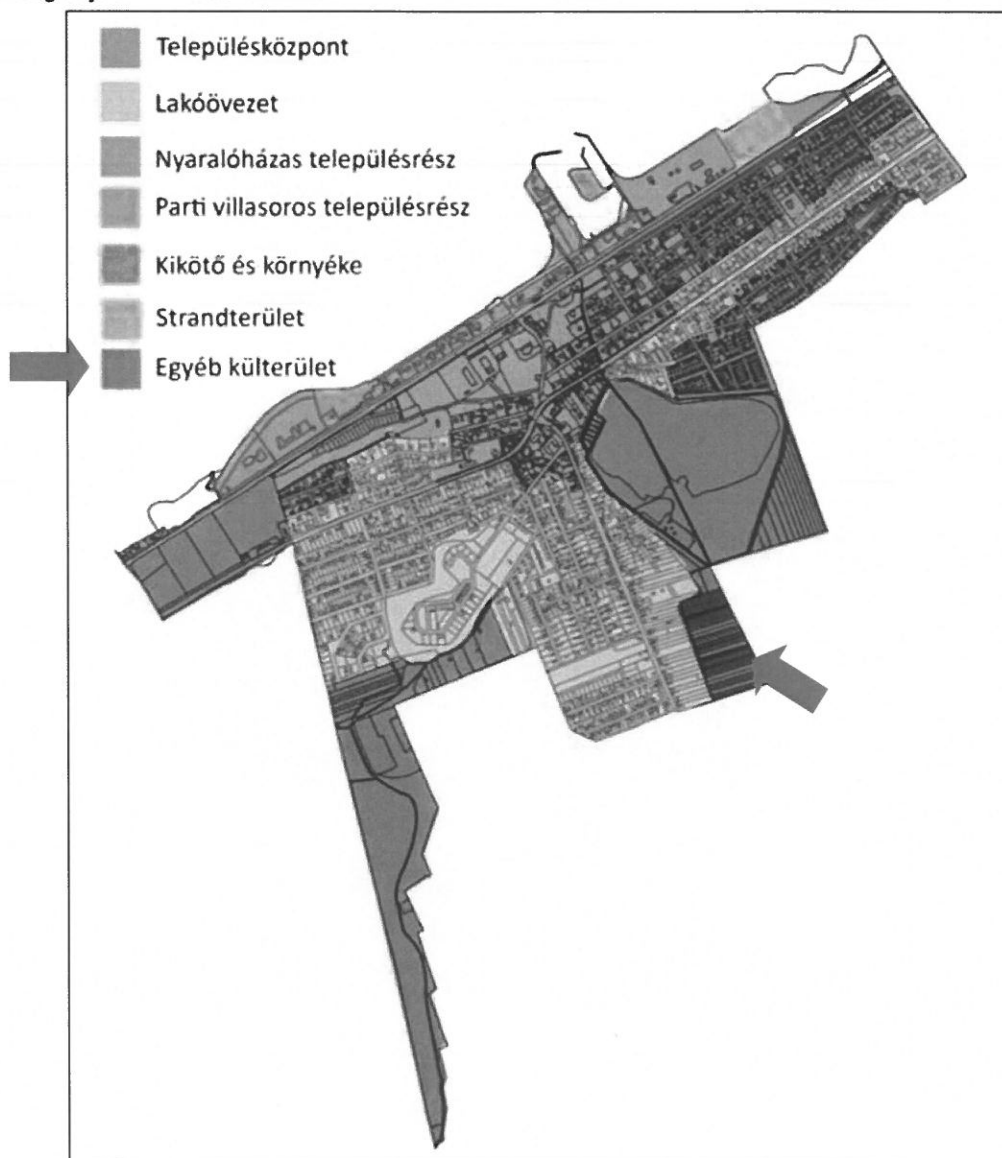 Településközpont
Lakóövezet
Nyaralóházas településrész
Parti villasoros településrész
Kikötő és környéke
Strandterület
Egyéb külterület